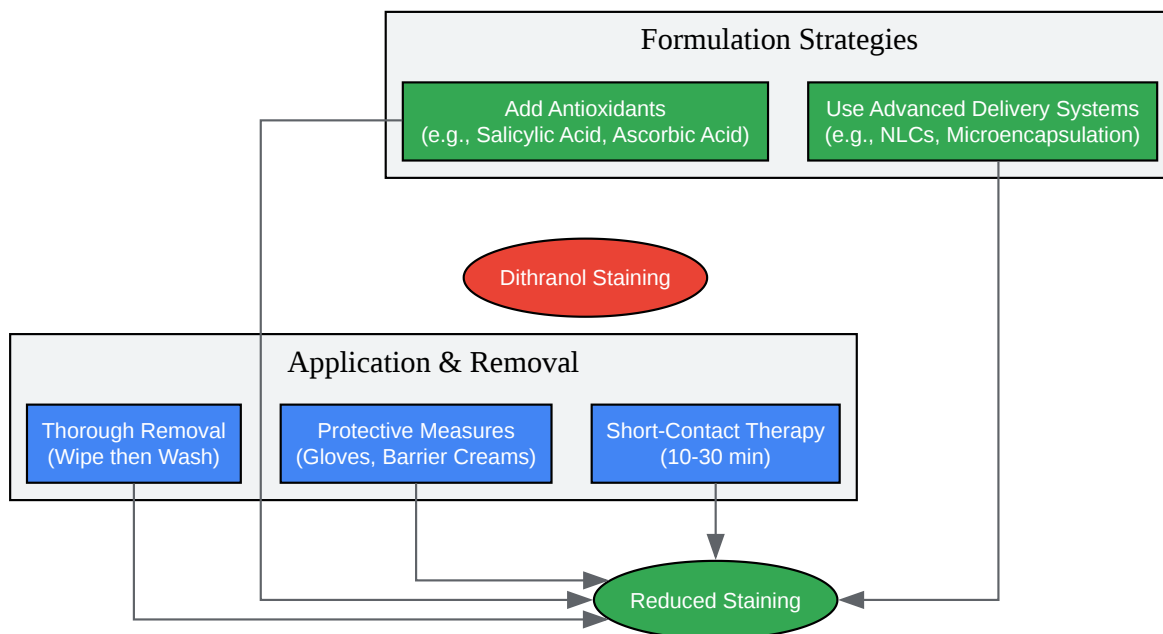 Formulation Strategies
Add Antioxidants
(e.g., Salicylic Acid, Ascorbic Acid)
Use Advanced Delivery Systems
(e.g., NLCs, Microencapsulation)
Dithranol Staining
Application & Removal
Thorough Removal
(Wipe then Wash)
Protective Measures
(Gloves, Barrier Creams)
Short-Contact Therapy
(10-30 min)
Reduced Staining